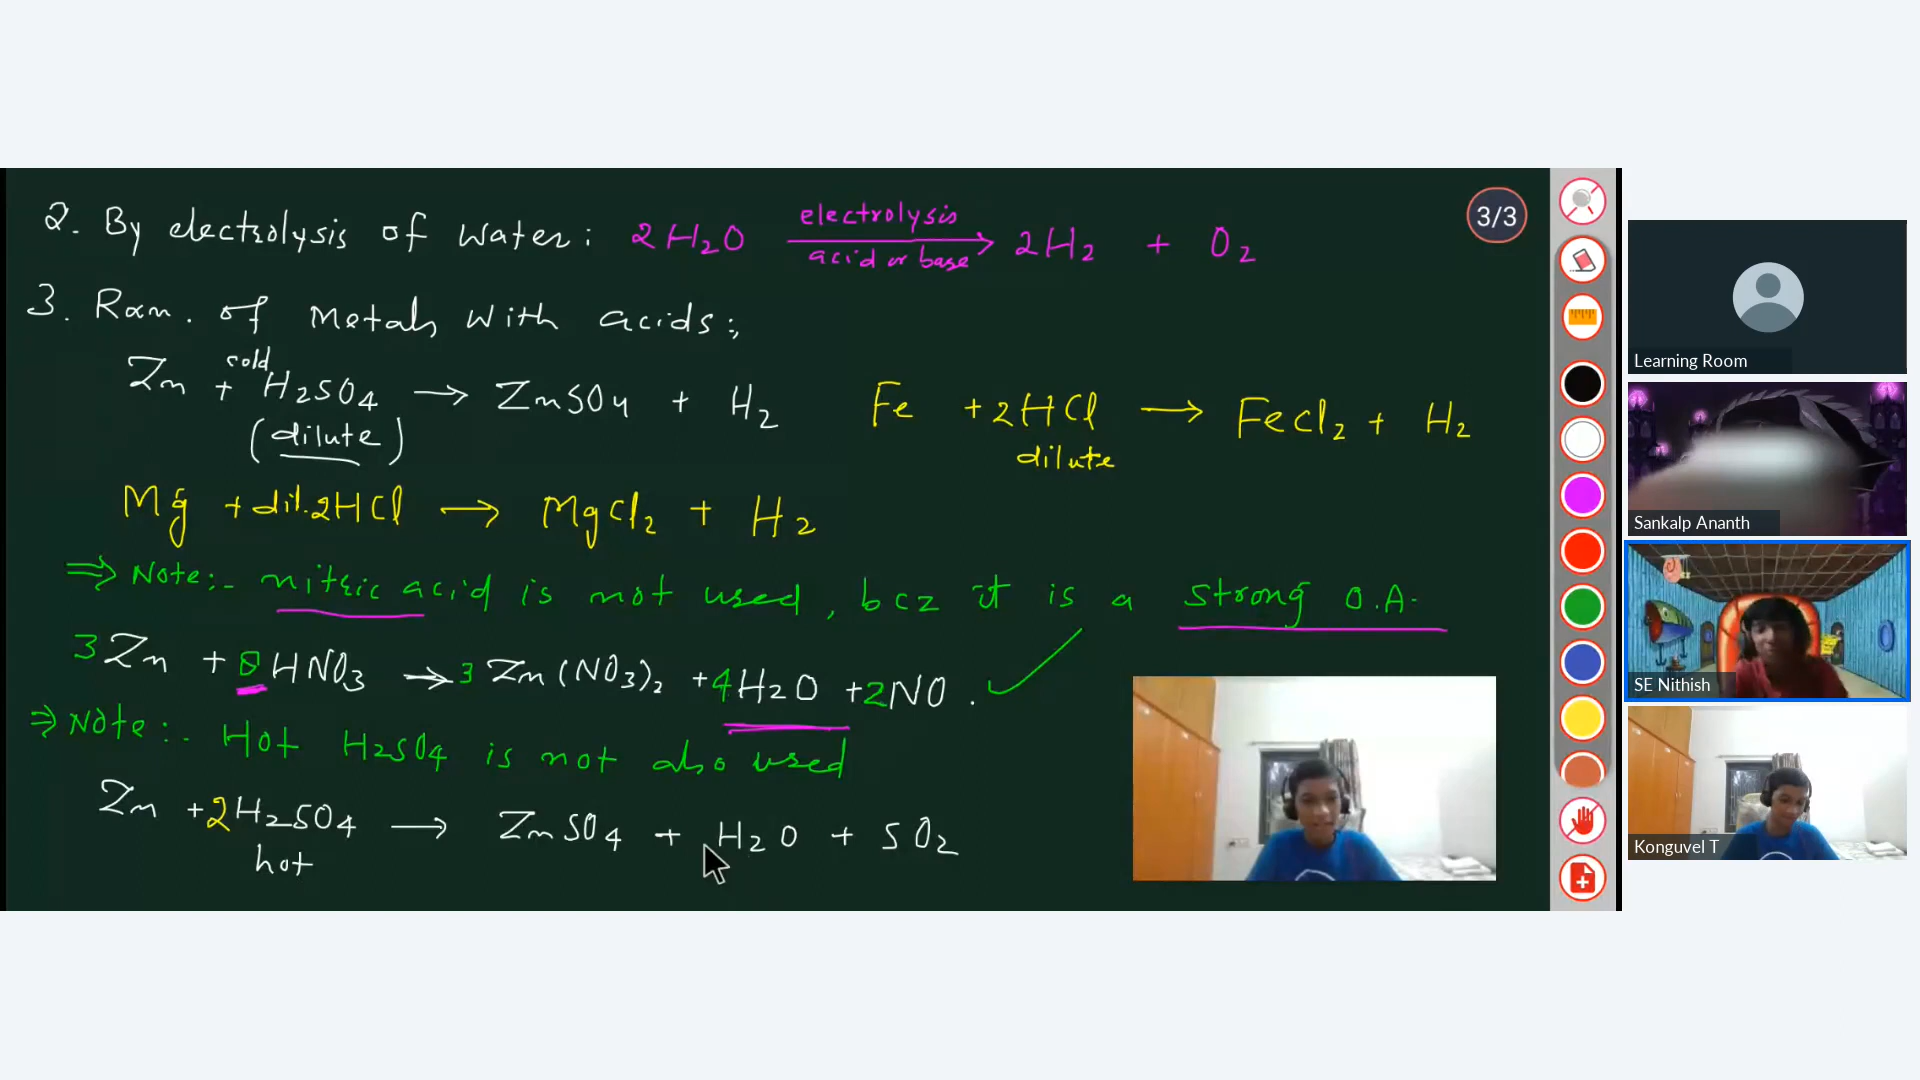 2. By electrolysis of water: 2H₂O electrolysis acid or base → 2H₂ + O₂
3/3
3. Rxn. of Metals with acids:,
Zn + cold H₂SO₄ (dilute) → ZnSO₄ + H₂
Fe + 2HCl dilute → FeCl₂ + H₂
Mg + dil. 2HCl → MgCl₂ + H₂
⇒ Note:- nitric acid is not used, bcz it is a strong O.A.
3Zn + 8HNO₃ → 3Zn(NO₃)₂ + 4H₂O + 2NO.
⇒ Note:- Hot H₂SO₄ is not also used
Zn + 2H₂SO₄ hot → ZnSO₄ + H₂O + SO₂
Learning Room
Sankalp Ananth
SE Nithish
Konguvel T